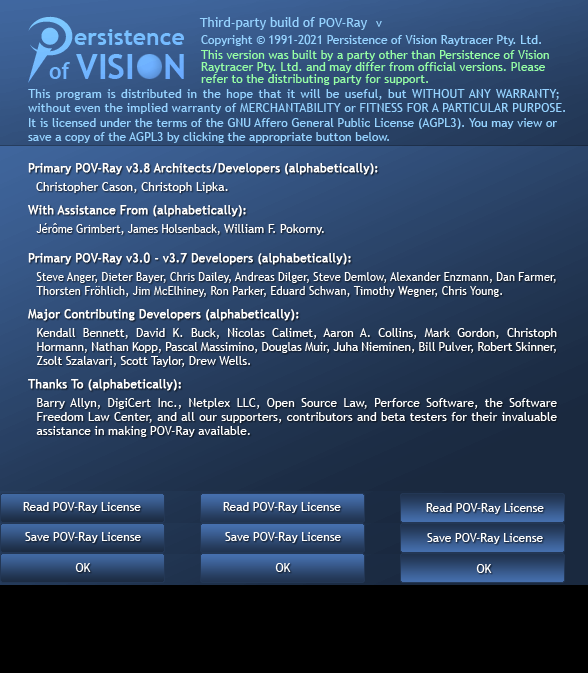 Persistence
of VISION
Third-party build of POV-Ray v
Copyright © 1991-2021 Persistence of Vision Raytracer Pty. Ltd.
This version was built by a party other than Persistence of Vision
Raytracer Pty. Ltd. and may differ from official versions. Please
refer to the distributing party for support.
This program is distributed in the hope that it will be useful, but WITHOUT ANY WARRANTY;
without even the implied warranty of MERCHANTABILITY or FITNESS FOR A PARTICULAR PURPOSE.
It is licensed under the terms of the GNU Affero General Public License (AGPL3). You may view or
save a copy of the AGPL3 by clicking the appropriate button below.
Primary POV-Ray v3.8 Architects/Developers (alphabetically):
Christopher Cason, Christoph Lipka.
With Assistance From (alphabetically):
Jérôme Grimbert, James Holsenback, William F. Pokorny.
Primary POV-Ray v3.0 - v3.7 Developers (alphabetically):
Steve Anger, Dieter Bayer, Chris Dailey, Andreas Dilger, Steve Demlow, Alexander Enzmann, Dan Farmer,
Thorsten Fröhlich, Jim McElhiney, Ron Parker, Eduard Schwan, Timothy Wegner, Chris Young.
Major Contributing Developers (alphabetically):
Kendall Bennett, David K. Buck, Nicolas Calimet, Aaron A. Collins, Mark Gordon, Christoph
Hormann, Nathan Kopp, Pascal Massimino, Douglas Muir, Juha Nieminen, Bill Pulver, Robert Skinner,
Zsolt Szalavari, Scott Taylor, Drew Wells.
Thanks To (alphabetically):
Barry Allyn, DigiCert Inc., Netplex LLC, Open Source Law, Perforce Software, the Software
Freedom Law Center, and all our supporters, contributors and beta testers for their invaluable
assistance in making POV-Ray available.
Read POV-Ray License Read POV-Ray License Read POV-Ray License
Save POV-Ray License Save POV-Ray License Save POV-Ray License
OK OK OK